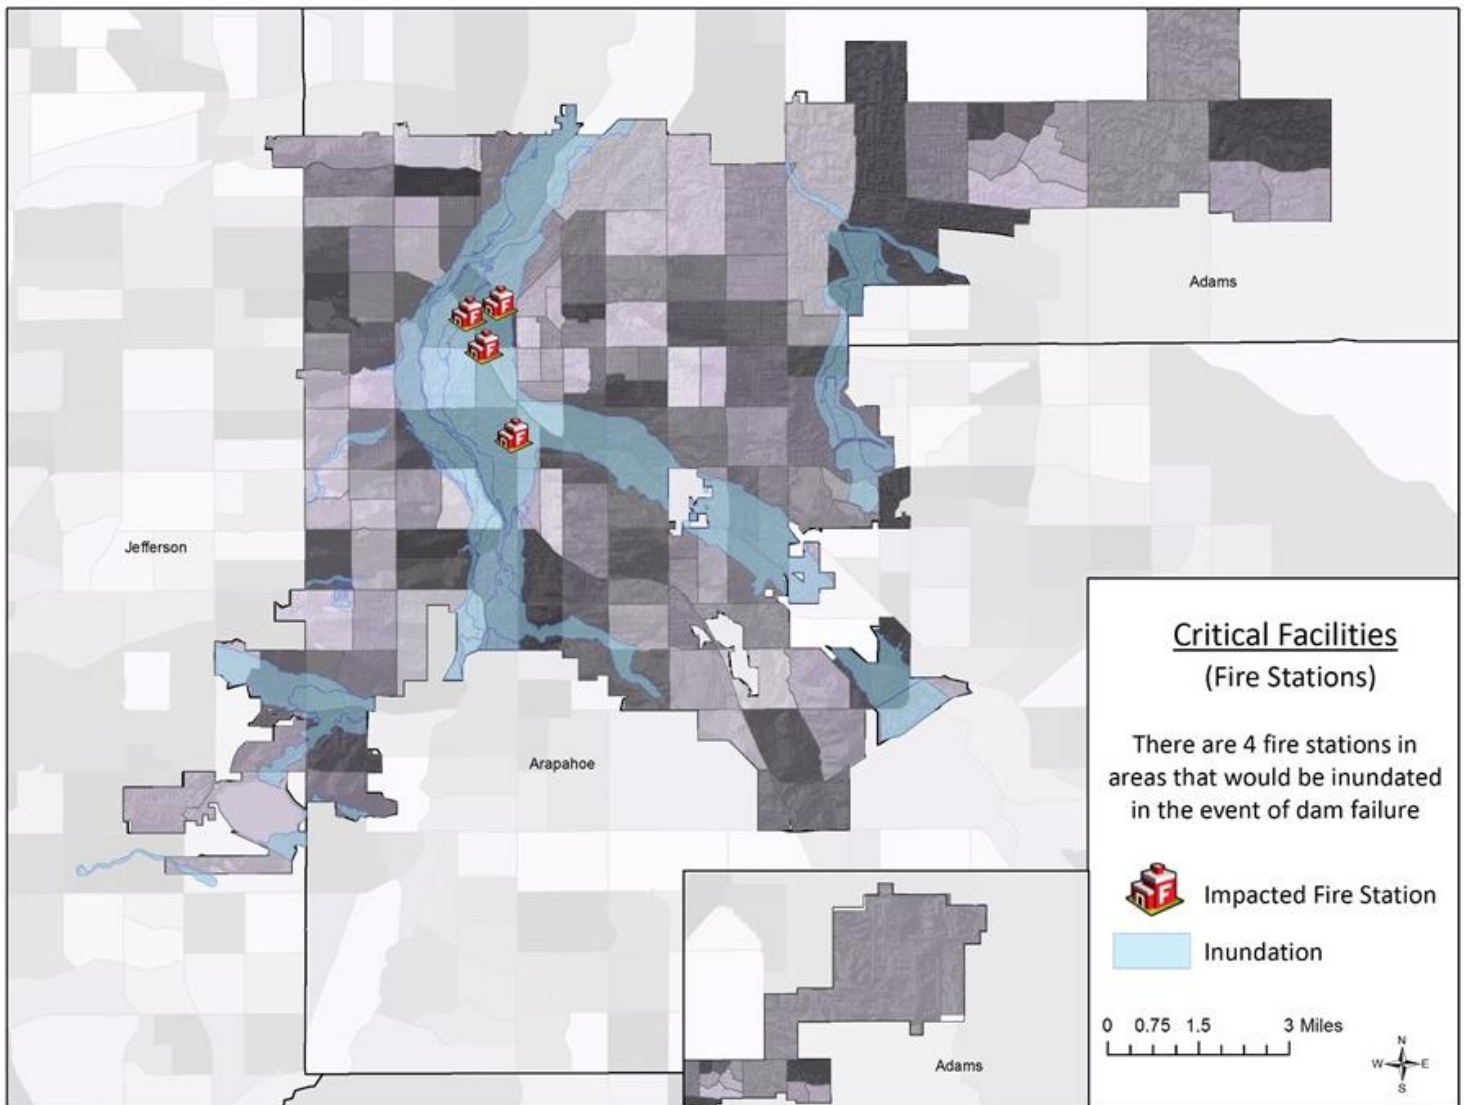 Adams
Jefferson
Arapahoe
Adams
Critical Facilities
(Fire Stations)
There are 4 fire stations in
areas that would be inundated
in the event of dam failure
F Impacted Fire Station
Inundation
0 0.75 1.5 3 Miles
N
W E
S
F
F
F
F